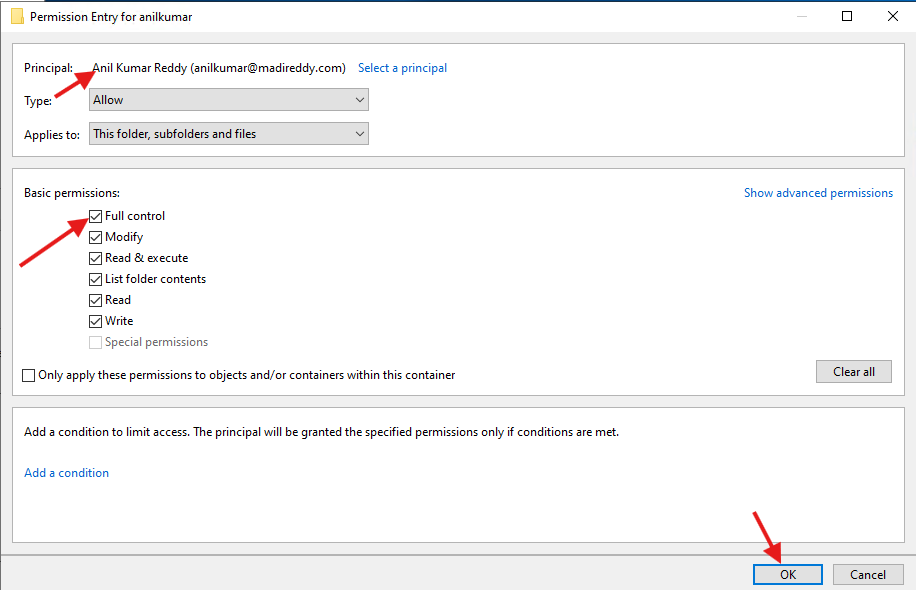 Permission Entry for anilkumar
Principal: Anil Kumar Reddy (anilkumar@madireddy.com) Select a principal
Type: Allow
Applies to: This folder, subfolders and files
Basic permissions: Show advanced permissions
Full control
Modify
Read & execute
List folder contents
Read
Write
Special permissions
Only apply these permissions to objects and/or containers within this container Clear all
Add a condition to limit access. The principal will be granted the specified permissions only if conditions are met.
Add a condition
OK Cancel